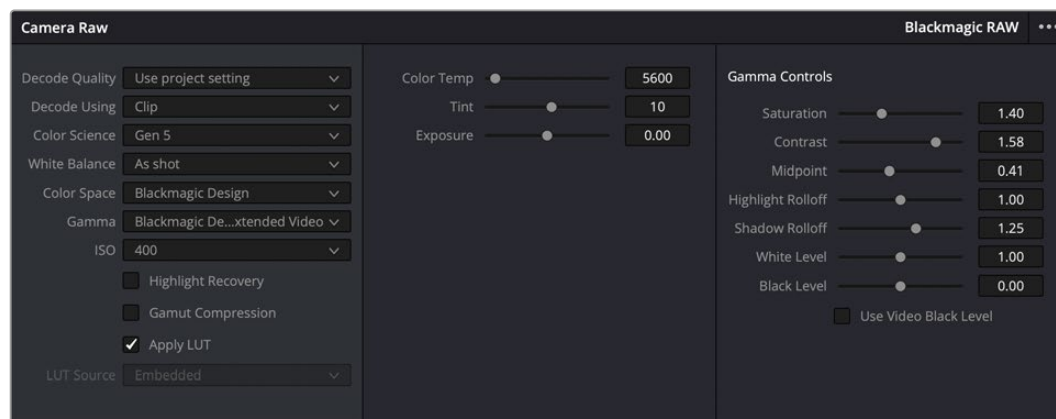 Camera Raw
Blackmagic RAW
Decode Quality Use project setting
Decode Using Clip
Color Science Gen 5
White Balance As shot
Color Space Blackmagic Design
Gamma Blackmagic De...xtended Video
ISO 400
Highlight Recovery
Gamut Compression
Apply LUT
LUT Source Embedded
Color Temp 5600
Tint 10
Exposure 0.00
Gamma Controls
Saturation 1.40
Contrast 1.58
Midpoint 0.41
Highlight Rolloff 1.00
Shadow Rolloff 1.25
White Level 1.00
Black Level 0.00
Use Video Black Level